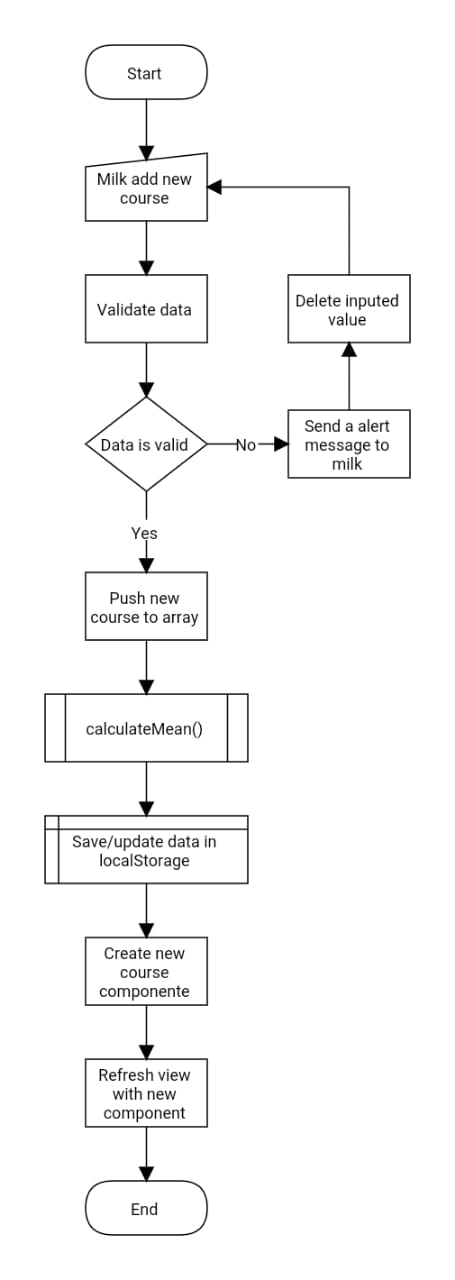 Start
Milk add new
course
Validate data
Delete inputed
value
Data is valid
No
Send a alert
message to
milk
Yes
Push new
course to array
calculateMean()
Save/update data in
localStorage
Create new
course
componente
Refresh view
with new
component
End